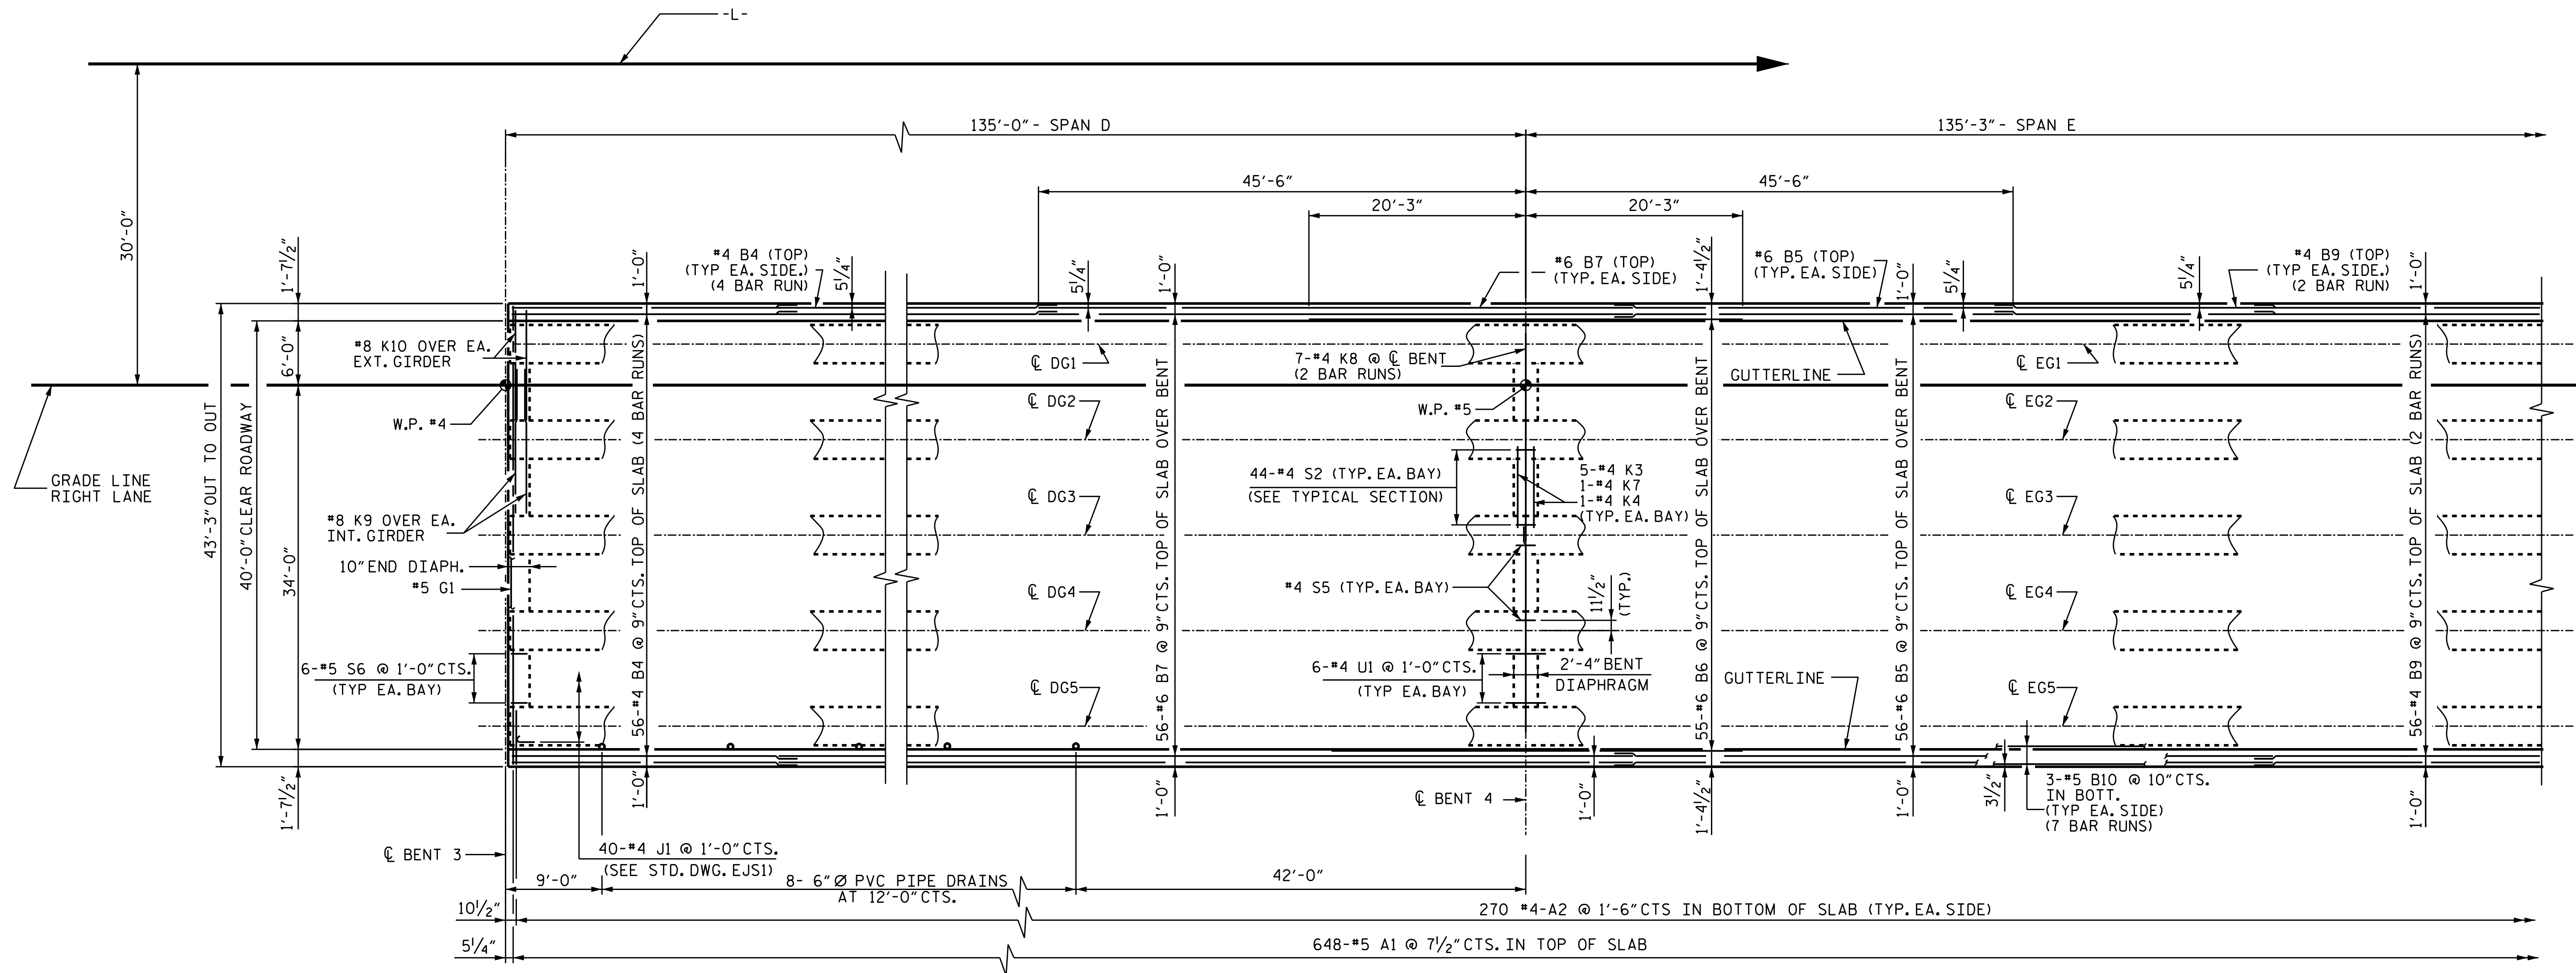 -L-
135'-0" - SPAN D
135'-3" - SPAN E
45'-6"
45'-6"
20'-3"
20'-3"
30'-0"
1'-7½"
6'-0"
34'-0"
1'-7½"
43'-3" OUT TO OUT
40'-0" CLEAR ROADWAY
#4 B4 (TOP)
(TYP EA. SIDE.)
(4 BAR RUN)
1'-0"
5¼"
5¼"
1'-0"
#6 B7 (TOP)
(TYP. EA. SIDE)
1'-4½"
#6 B5 (TOP)
(TYP. EA. SIDE)
1'-0"
5¼"
5¼"
#4 B9 (TOP)
(TYP EA. SIDE.)
(2 BAR RUN)
1'-0"
#8 K10 OVER EA.
EXT. GIRDER
W.P. #4
GRADE LINE
RIGHT LANE
#8 K9 OVER EA.
INT. GIRDER
10" END DIAPH.
#5 G1
6-#5 S6 @ 1'-0" CTS.
(TYP EA. BAY)
56-#4 B4 @ 9" CTS. TOP OF SLAB (4 BAR RUNS)
℄ DG1
℄ DG2
℄ DG3
℄ DG4
℄ DG5
56-#6 B7 @ 9" CTS. TOP OF SLAB OVER BENT
7-#4 K8 @ ℄ BENT
(2 BAR RUNS)
W.P. #5
44-#4 S2 (TYP. EA. BAY)
(SEE TYPICAL SECTION)
5-#4 K3
1-#4 K7
1-#4 K4
(TYP. EA. BAY)
#4 S5 (TYP. EA. BAY)
11½"
(TYP.)
6-#4 U1 @ 1'-0" CTS.
(TYP EA. BAY)
2'-4" BENT
DIAPHRAGM
55-#6 B6 @ 9" CTS. TOP OF SLAB OVER BENT
GUTTERLINE
GUTTERLINE
56-#6 B5 @ 9" CTS. TOP OF SLAB OVER BENT
℄ EG1
℄ EG2
℄ EG3
℄ EG4
℄ EG5
56-#4 B9 @ 9" CTS. TOP OF SLAB (2 BAR RUNS)
1'-0"
1'-0"
℄ BENT 4
1'-0"
1'-4½"
1'-0"
3½"
3-#5 B10 @ 10" CTS.
IN BOTT.
(TYP EA. SIDE)
(7 BAR RUNS)
1'-0"
℄ BENT 3
40-#4 J1 @ 1'-0" CTS.
(SEE STD. DWG. EJS1)
9'-0"
8- 6" Ø PVC PIPE DRAINS
AT 12'-0" CTS.
42'-0"
10½"
270 #4-A2 @ 1'-6" CTS IN BOTTOM OF SLAB (TYP. EA. SIDE)
5¼"
648-#5 A1 @ 7½" CTS. IN TOP OF SLAB